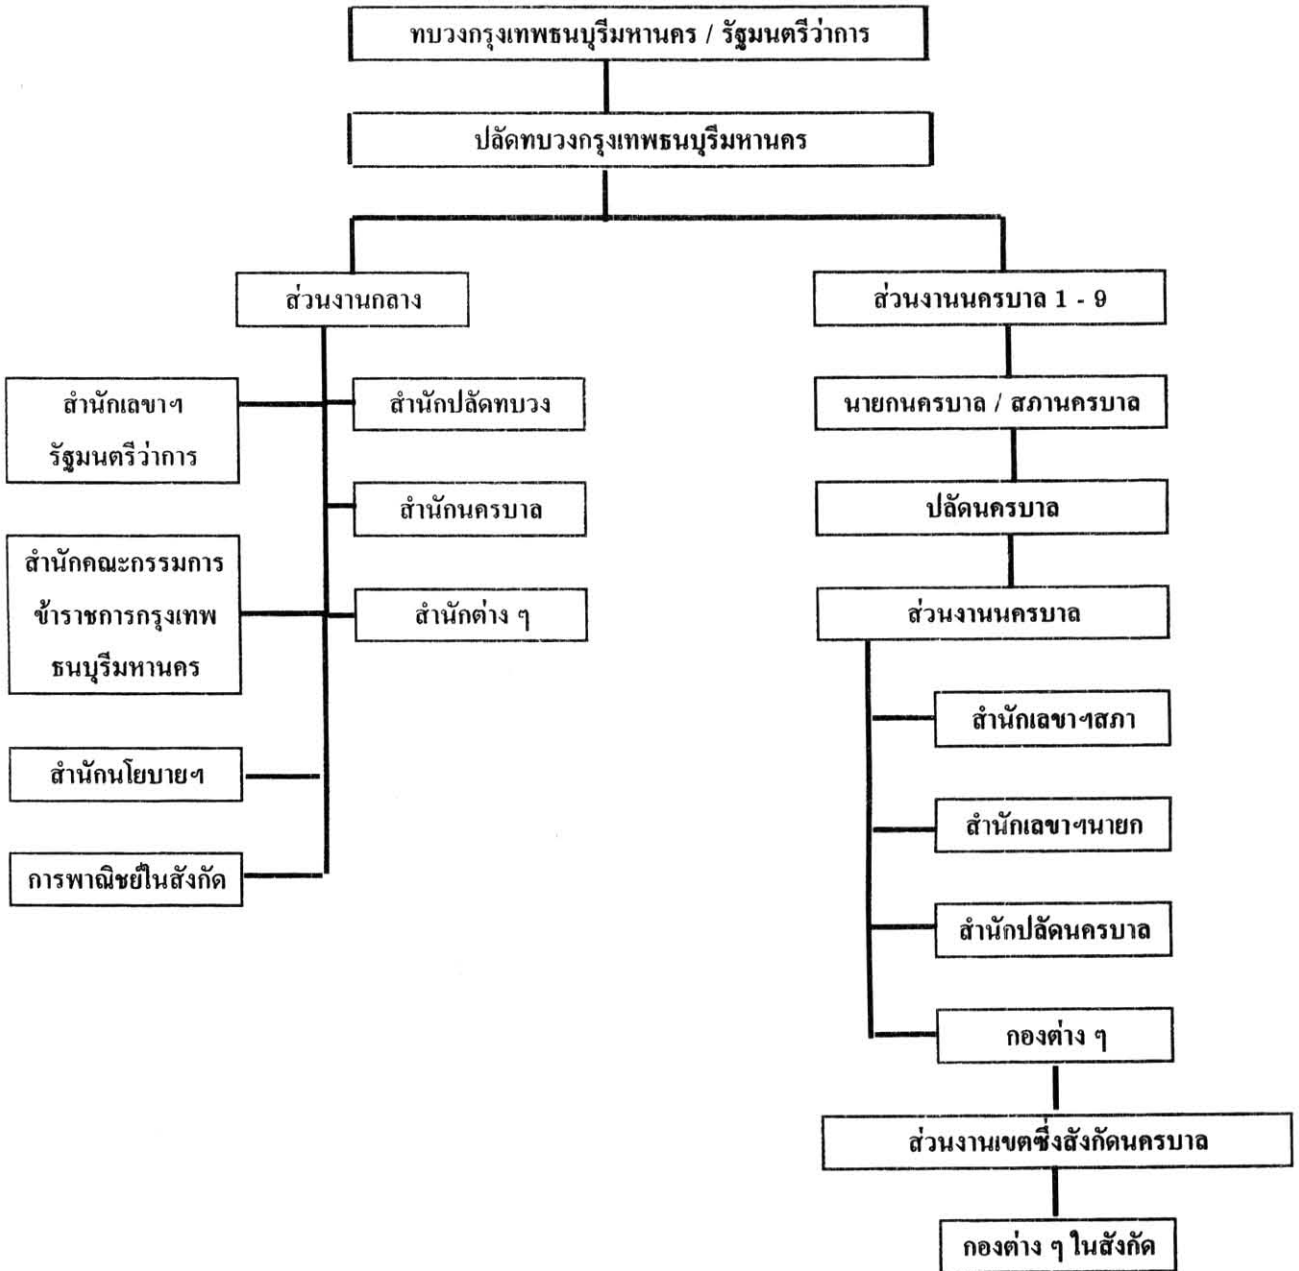 ทบวงกรุงเทพธนบุรีมหานคร / รัฐมนตรีว่าการ
ปลัดทบวงกรุงเทพธนบุรีมหานคร
ส่วนงานกลาง
สำนักเลขาฯ
รัฐมนตรีว่าการ
สำนักปลัดทบวง
สำนักนครบาล
สำนักคณะกรรมการ
ข้าราชการกรุงเทพ
ธนบุรีมหานคร
สำนักต่าง ๆ
สำนักนโยบายฯ
การพาณิชย์ในสังกัด
ส่วนงานนครบาล 1 - 9
นายกนครบาล / สภานครบาล
ปลัดนครบาล
ส่วนงานนครบาล
สำนักเลขาฯสภา
สำนักเลขาฯนายก
สำนักปลัดนครบาล
กองต่าง ๆ
ส่วนงานเขตซึ่งสังกัดนครบาล
กองต่าง ๆ ในสังกัด